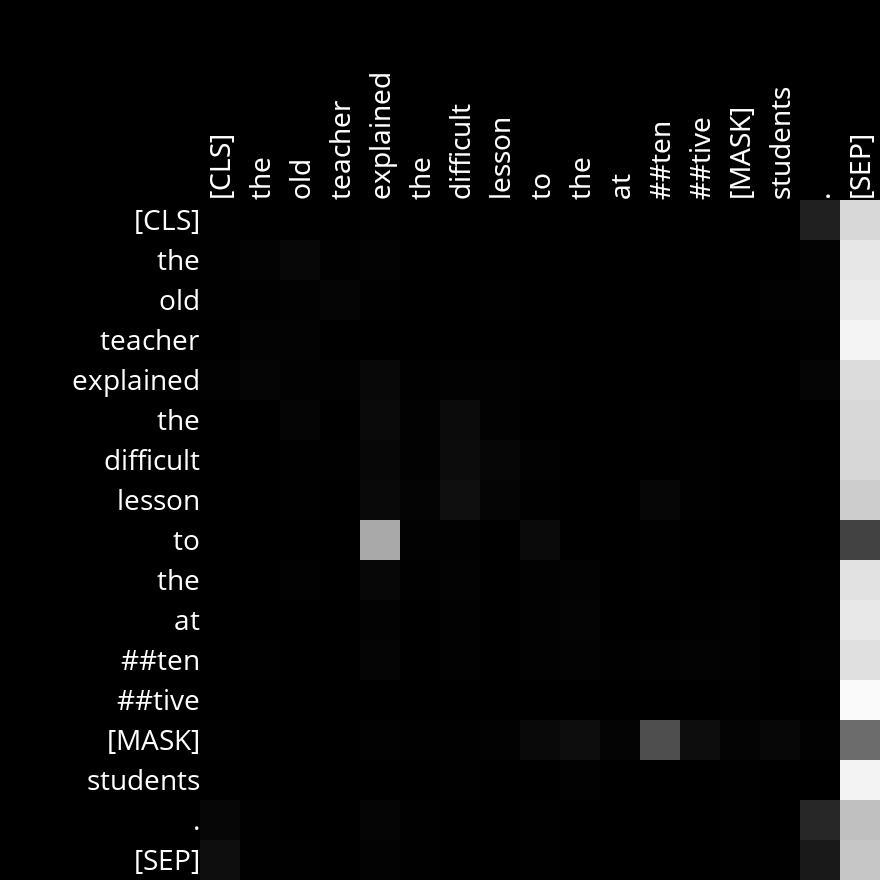 [CLS] the old teacher explained the difficult lesson to the at ##ten ##tive [MASK] students . [SEP]
[CLS]
the
old
teacher
explained
the
difficult
lesson
to
the
at
##ten
##tive
[MASK]
students
.
[SEP]